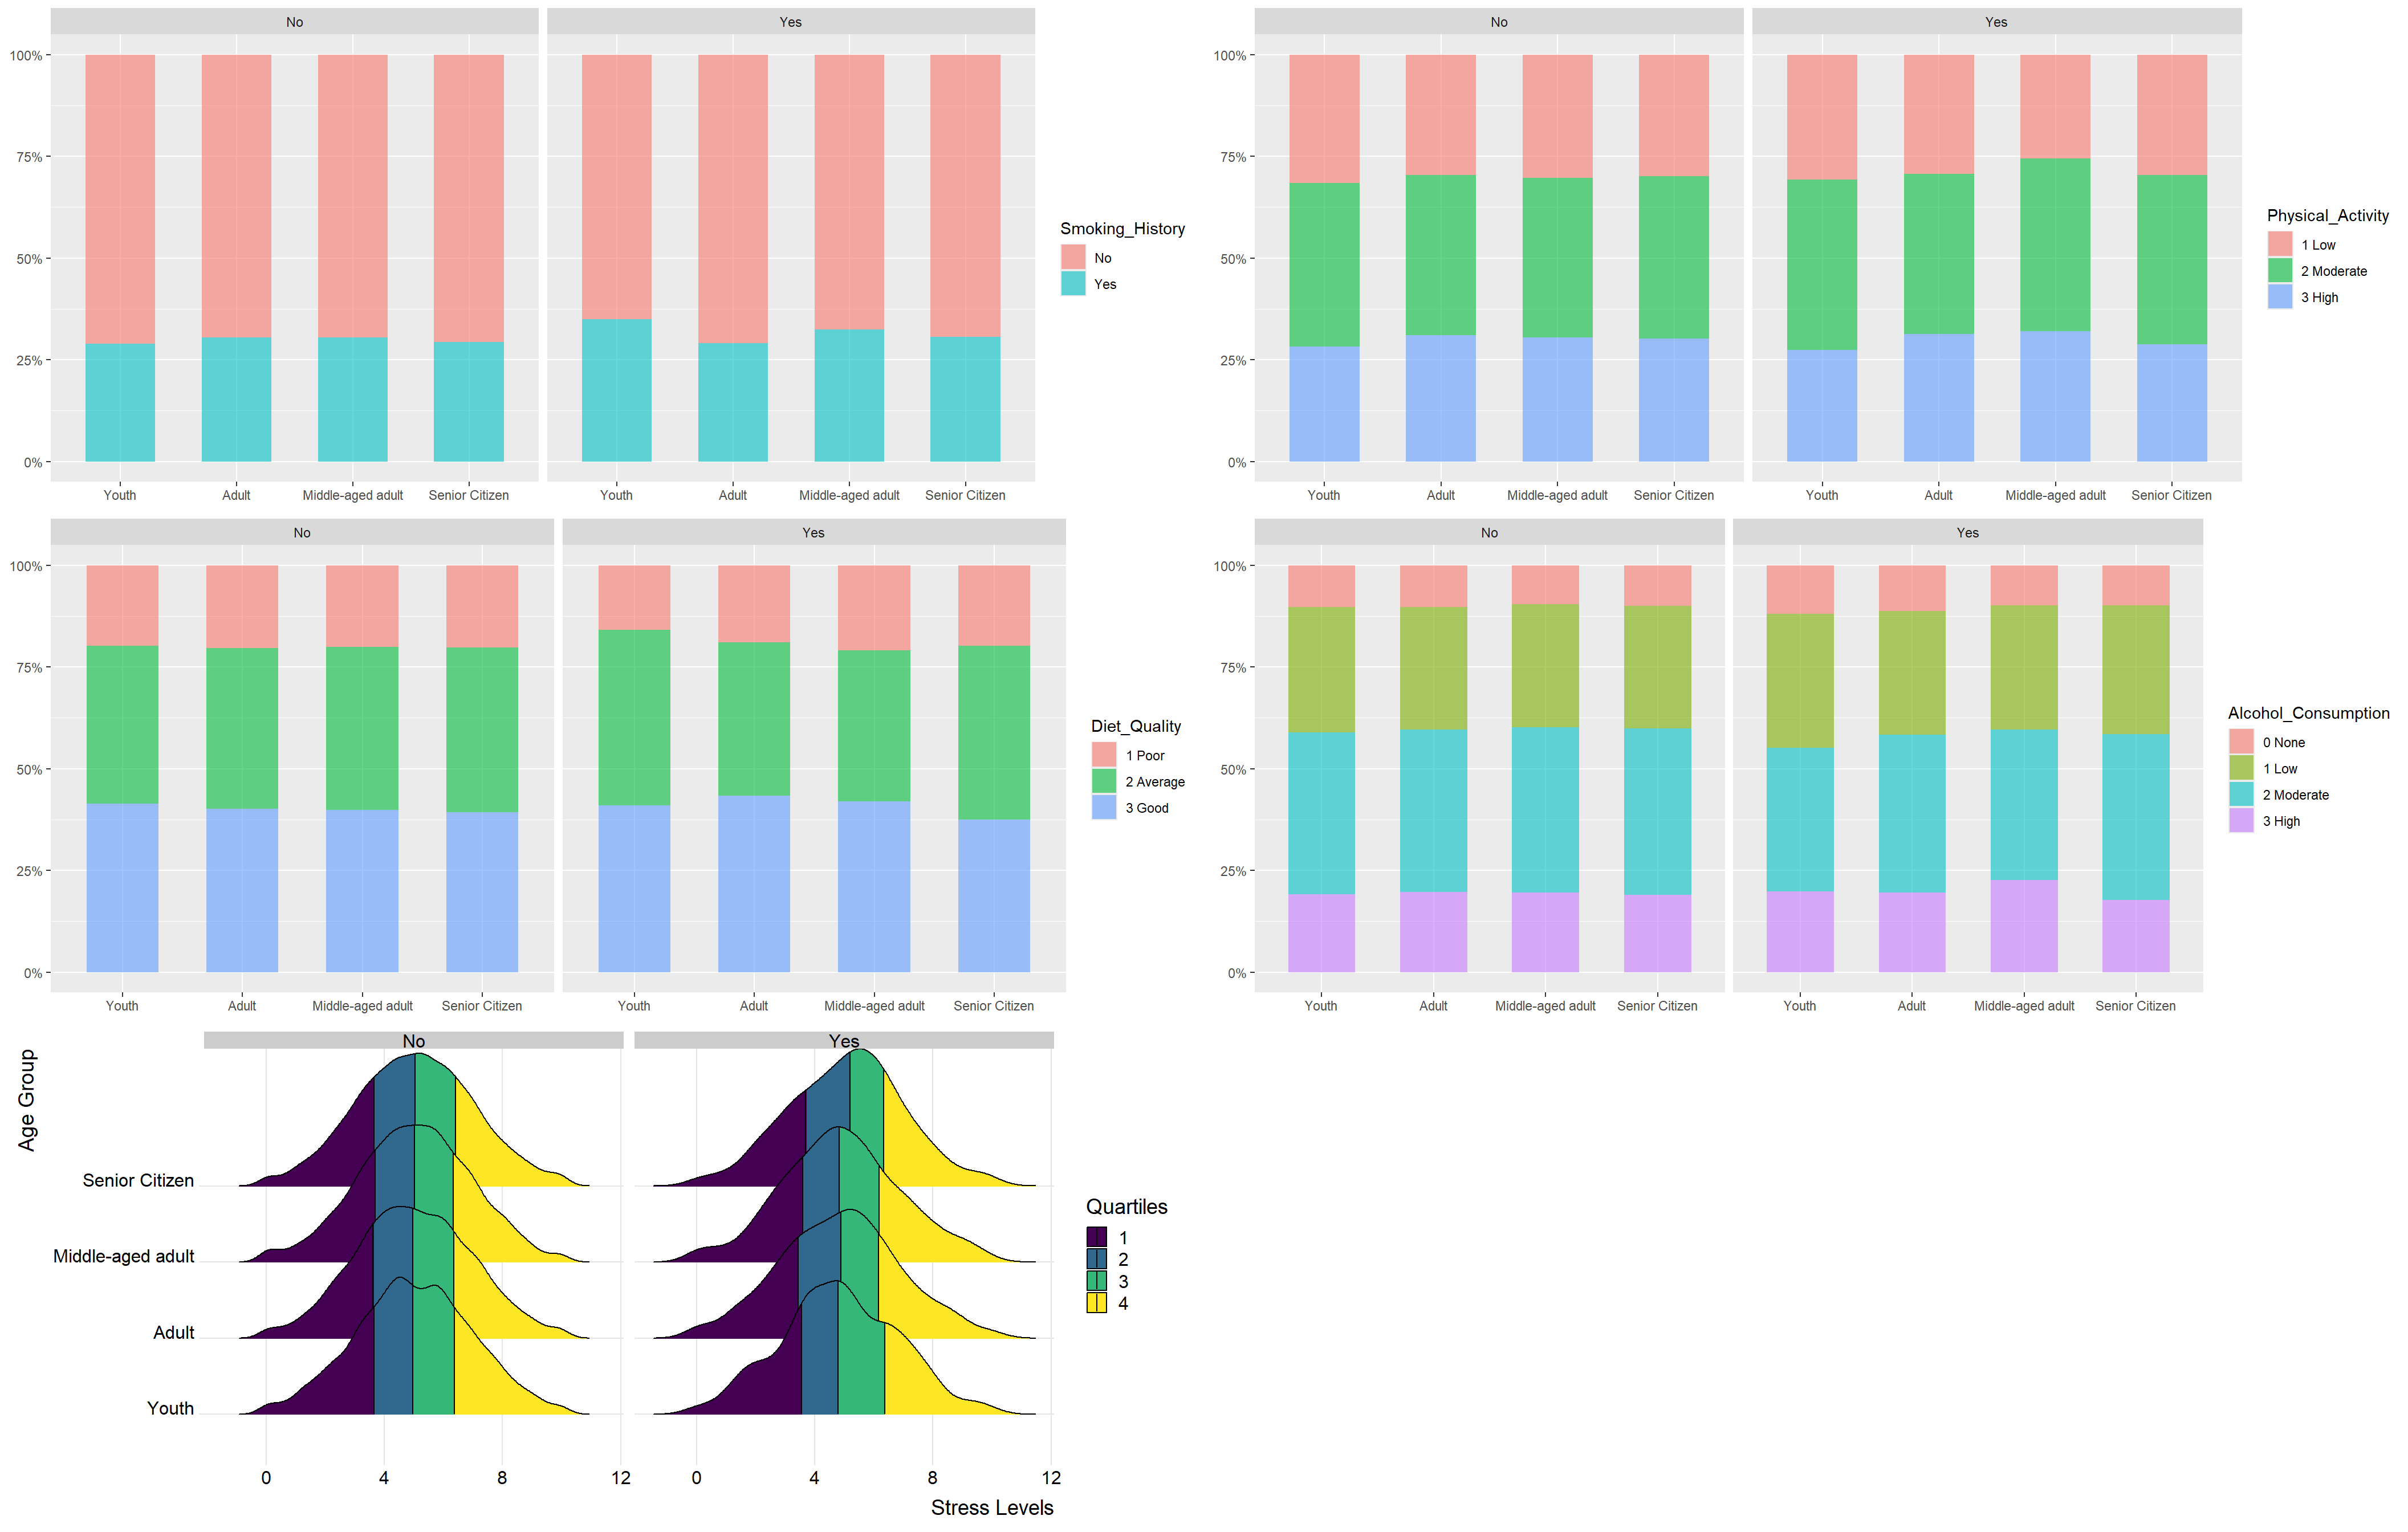 No Yes
100%
75%
50%
25%
0%
Youth Adult Middle-aged adult Senior Citizen Youth Adult Middle-aged adult Senior Citizen
Smoking_History
No
Yes
No Yes
100%
75%
50%
25%
0%
Youth Adult Middle-aged adult Senior Citizen Youth Adult Middle-aged adult Senior Citizen
Physical_Activity
1 Low
2 Moderate
3 High
No Yes
100%
75%
50%
25%
0%
Youth Adult Middle-aged adult Senior Citizen Youth Adult Middle-aged adult Senior Citizen
Diet_Quality
1 Poor
2 Average
3 Good
No Yes
100%
75%
50%
25%
0%
Youth Adult Middle-aged adult Senior Citizen Youth Adult Middle-aged adult Senior Citizen
Alcohol_Consumption
0 None
1 Low
2 Moderate
3 High
No Yes
Age Group
Senior Citizen
Middle-aged adult
Adult
Youth
0 4 8 12 0 4 8 12
Stress Levels
Quartiles
1
2
3
4